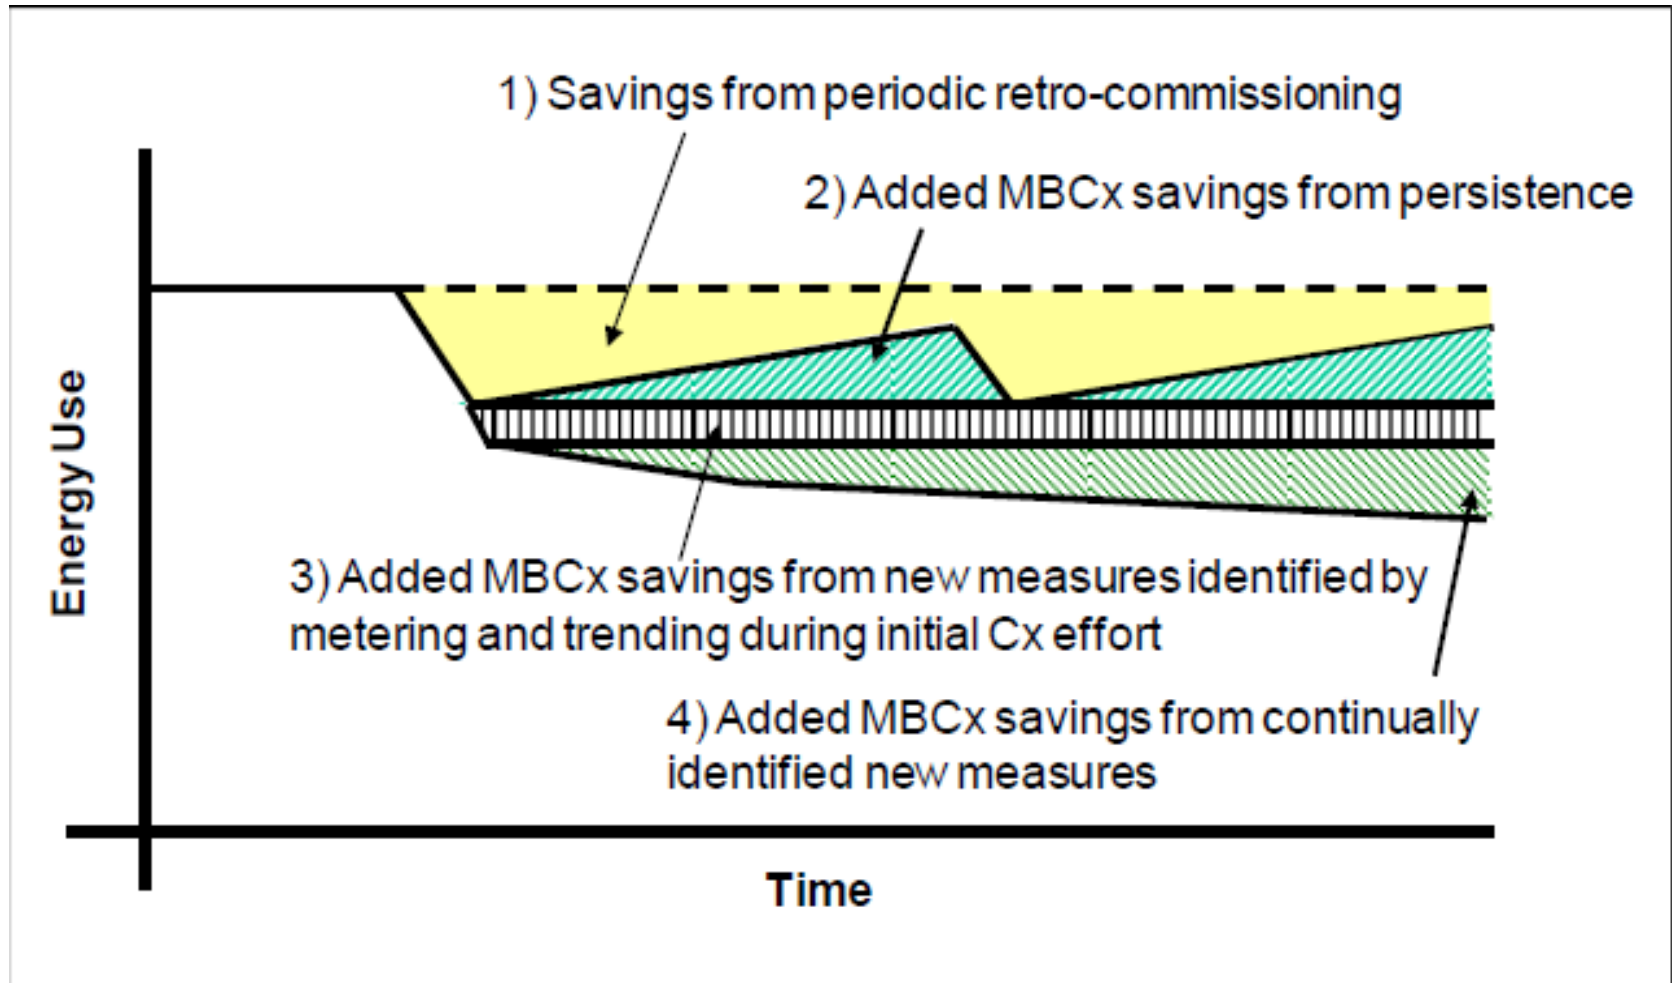 1) Savings from periodic retro-commissioning
2) Added MBCx savings from persistence
Energy Use
3) Added MBCx savings from new measures identified by
metering and trending during initial Cx effort
4) Added MBCx savings from continually
identified new measures
Time